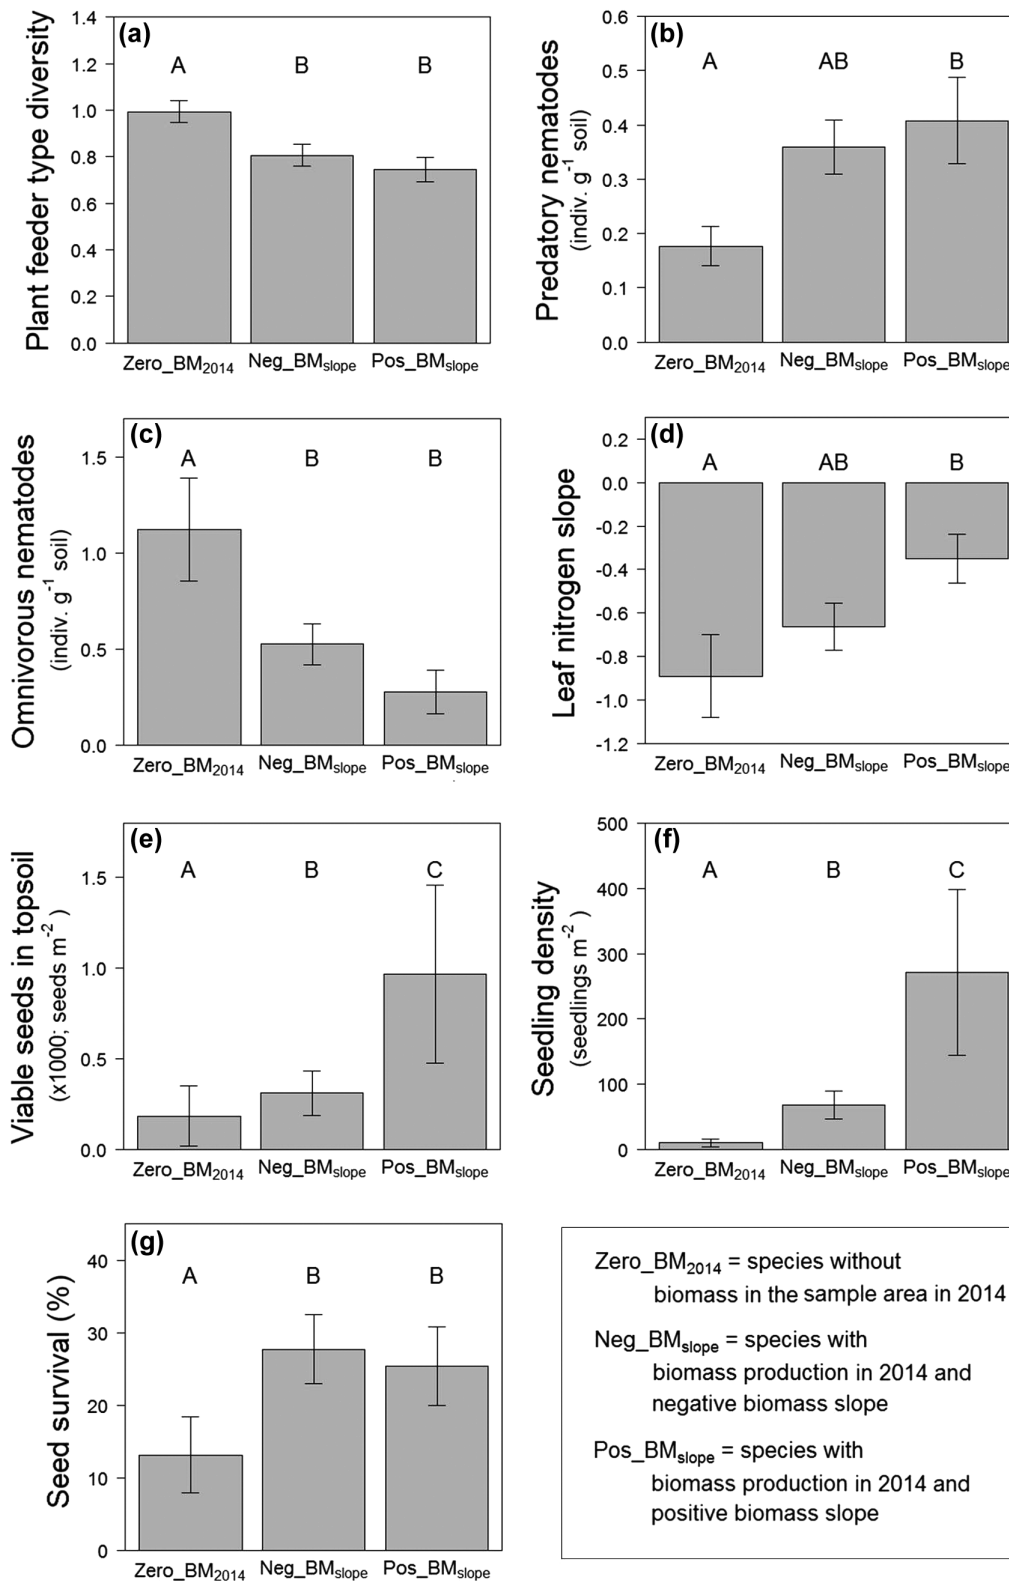 (a)
Plant feeder type diversity
1.4
1.2
1.0
0.8
0.6
0.4
0.2
0.0
A B B
Zero_BM2014 Neg_BMslope Pos_BMslope
(b)
Predatory nematodes
(indiv. g-1 soil)
0.6
0.5
0.4
0.3
0.2
0.1
0.0
A AB B
Zero_BM2014 Neg_BMslope Pos_BMslope
(c)
Omnivorous nematodes
(indiv. g-1 soil)
1.5
1.0
0.5
0.0
A B B
Zero_BM2014 Neg_BMslope Pos_BMslope
(d)
Leaf nitrogen slope
0.2
0.0
-0.2
-0.4
-0.6
-0.8
-1.0
-1.2
A AB B
Zero_BM2014 Neg_BMslope Pos_BMslope
(e)
Viable seeds in topsoil
(x1000; seeds m-2 )
1.5
1.0
0.5
0.0
A B C
Zero_BM2014 Neg_BMslope Pos_BMslope
(f)
Seedling density
(seedlings m-2 )
500
400
300
200
100
0
A B C
Zero_BM2014 Neg_BMslope Pos_BMslope
(g)
Seed survival (%)
40
30
20
10
0
A B B
Zero_BM2014 Neg_BMslope Pos_BMslope
Zero_BM2014 = species without
biomass in the sample area in 2014
Neg_BMslope = species with
biomass production in 2014 and
negative biomass slope
Pos_BMslope = species with
biomass production in 2014 and
positive biomass slope